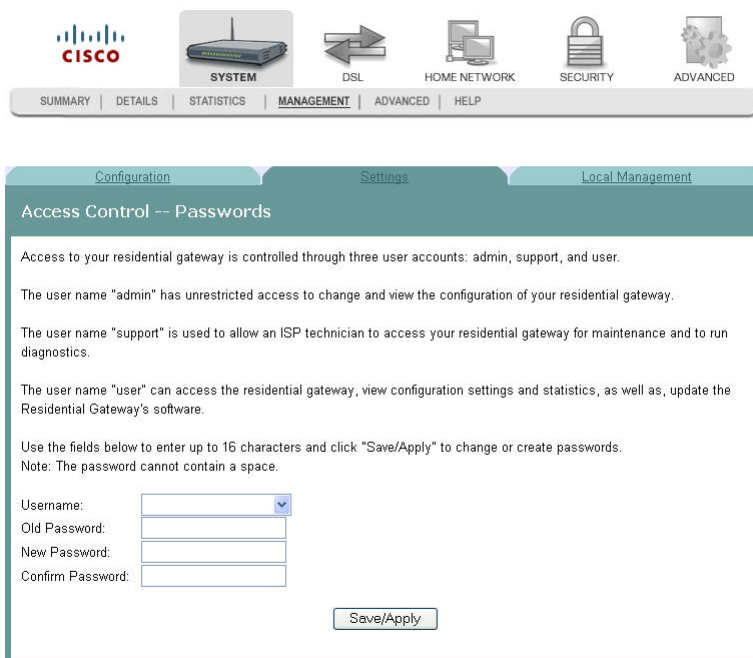 CISCO
SYSTEM
DSL
HOME NETWORK
SECURITY
ADVANCED
SUMMARY | DETAILS | STATISTICS | MANAGEMENT | ADVANCED | HELP
Configuration
Settings
Local Management
Access Control -- Passwords
Access to your residential gateway is controlled through three user accounts: admin, support, and user.
The user name "admin" has unrestricted access to change and view the configuration of your residential gateway.
The user name "support" is used to allow an ISP technician to access your residential gateway for maintenance and to run
diagnostics.
The user name "user" can access the residential gateway, view configuration settings and statistics, as well as, update the
Residential Gateway's software.
Use the fields below to enter up to 16 characters and click "Save/Apply" to change or create passwords.
Note: The password cannot contain a space.
Username:
Old Password:
New Password:
Confirm Password:
Save/Apply